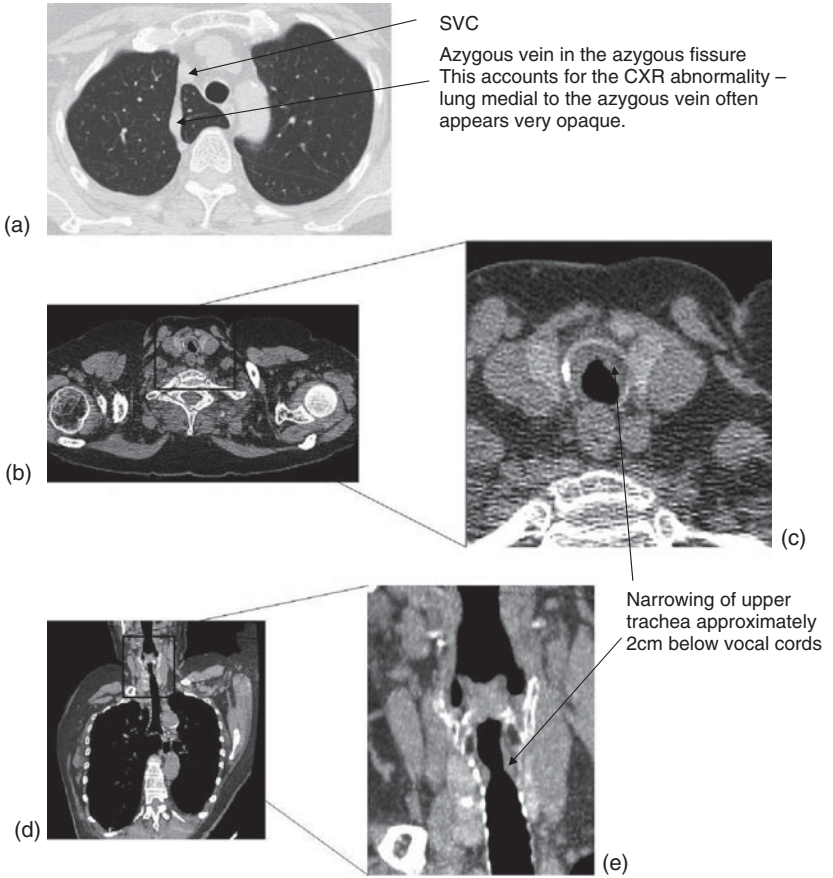 SVC
Azygous vein in the azygous fissure
This accounts for the CXR abnormality –
lung medial to the azygous vein often
appears very opaque.
(a)
(b)
(c)
Narrowing of upper
trachea approximately
2cm below vocal cords
(d)
(e)